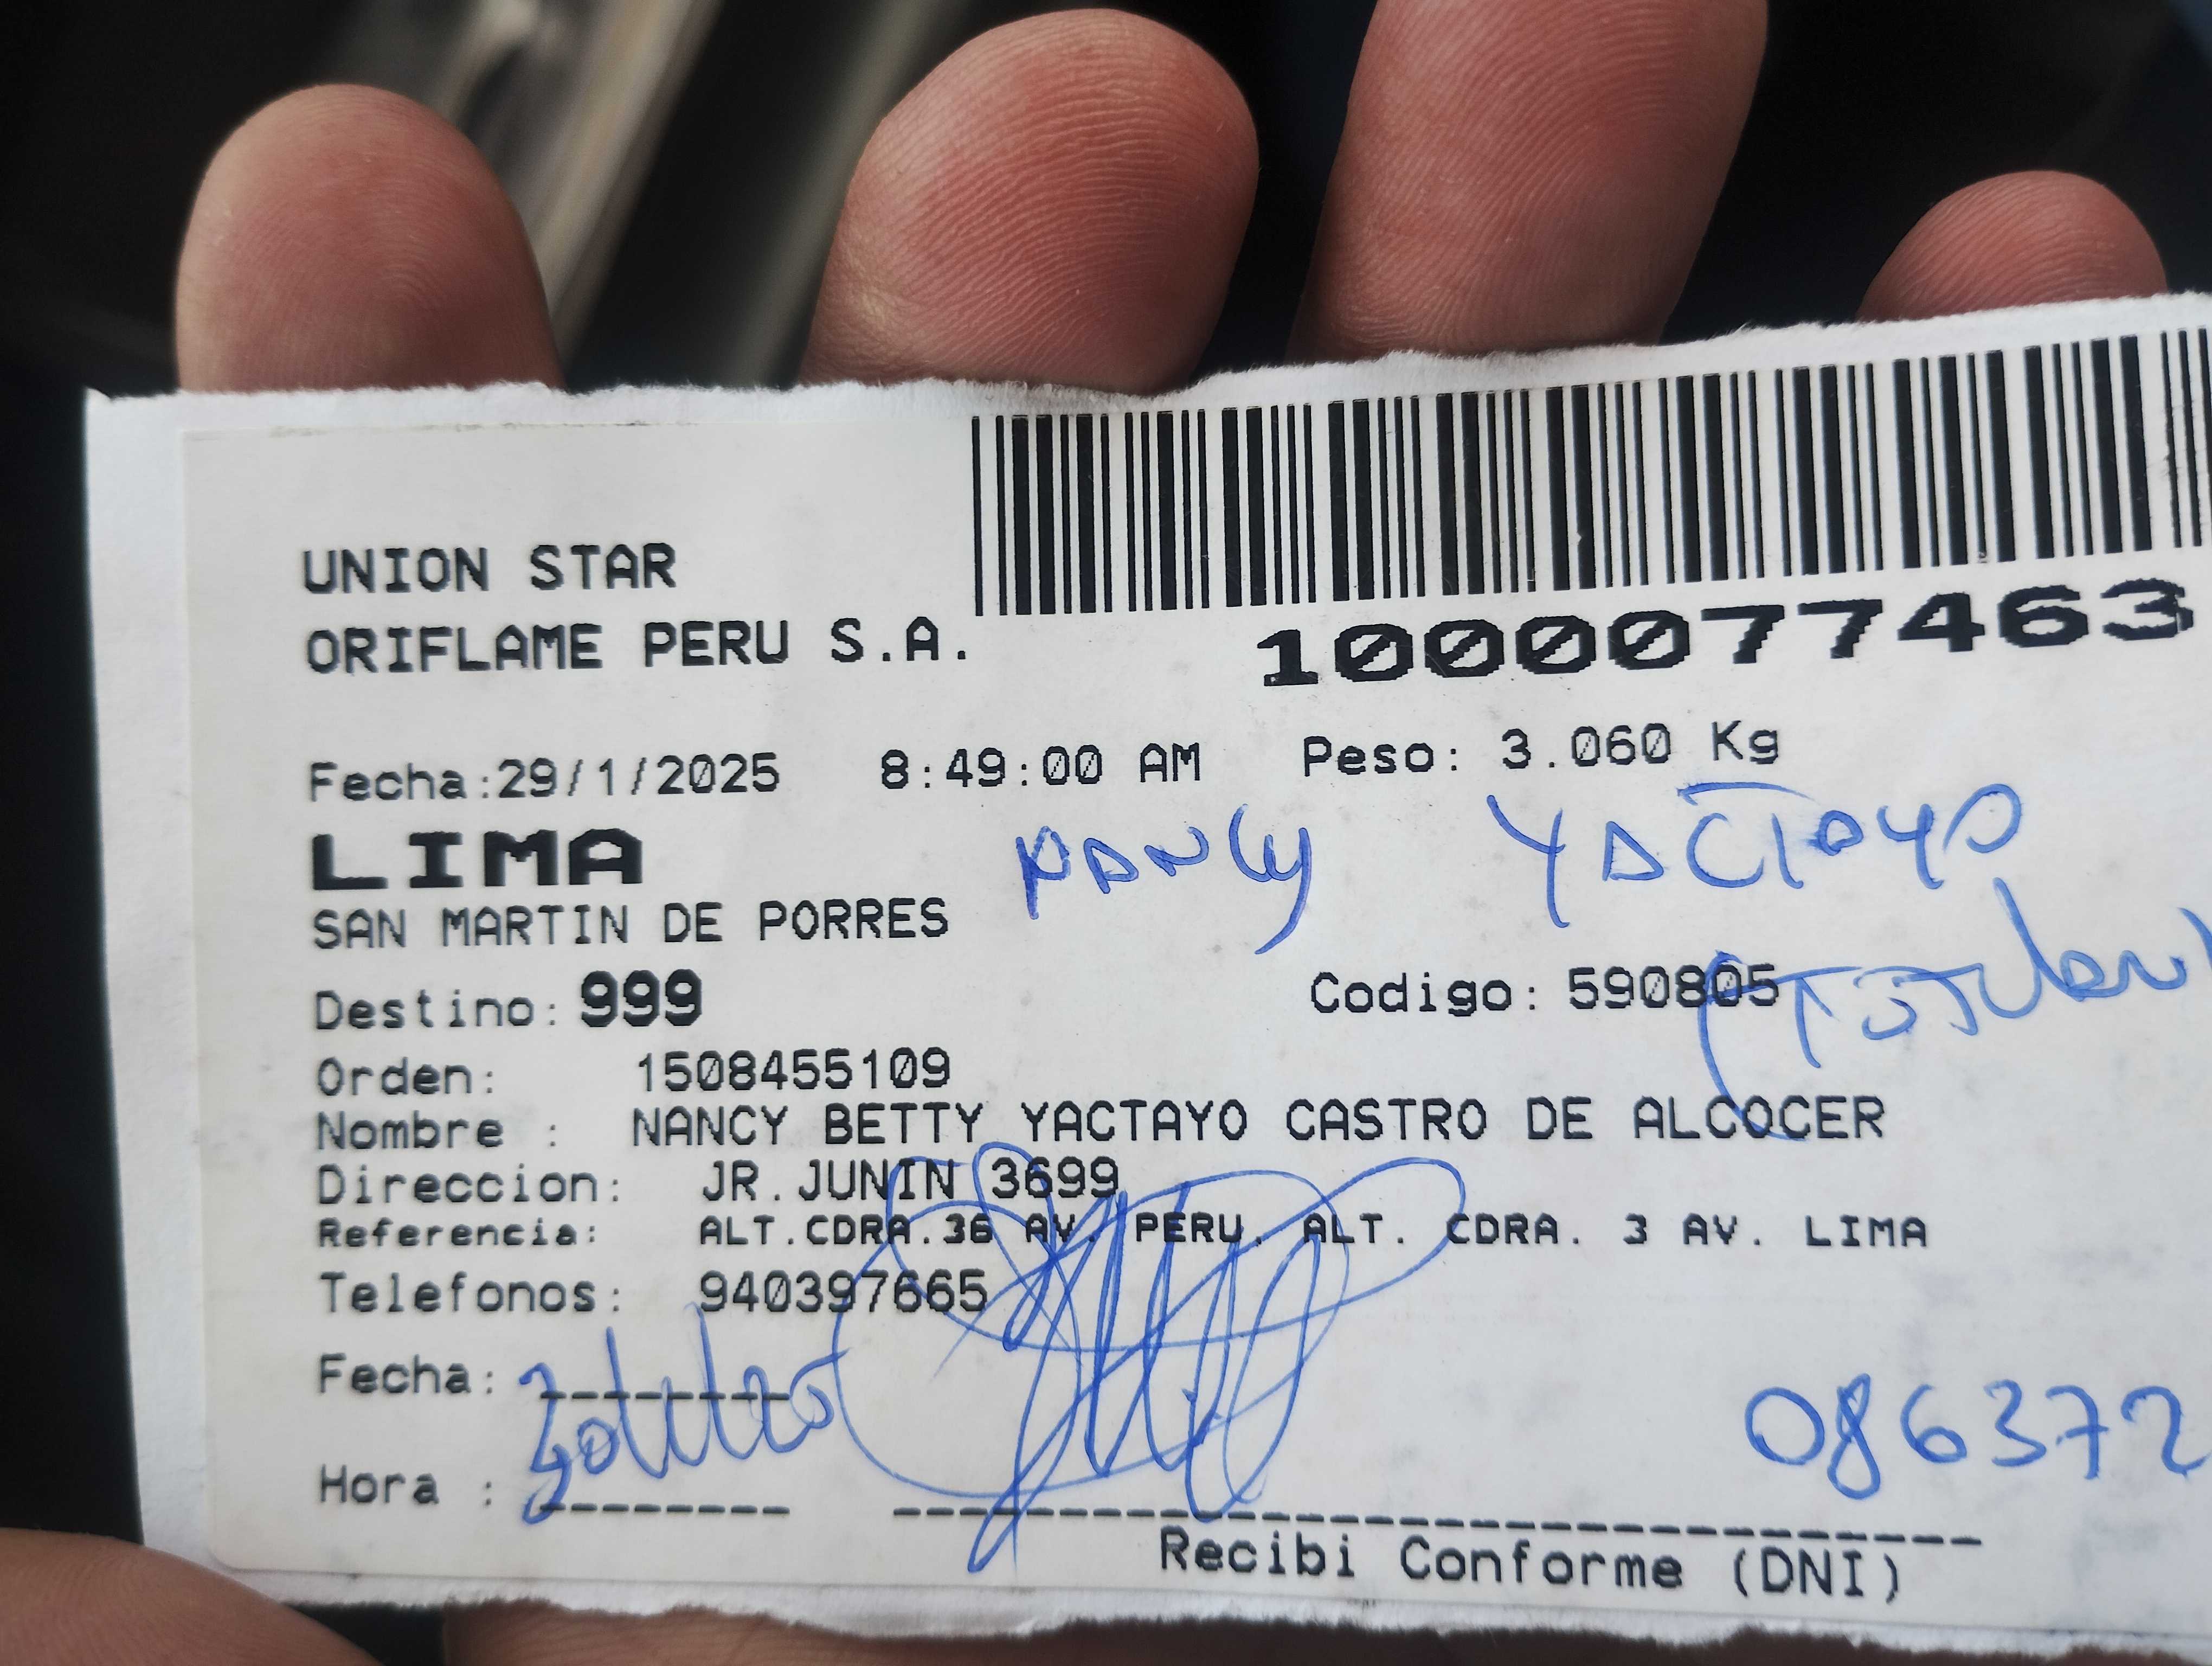 UNION STAR
ORIFLAME PERU S.A.
1000077463
Fecha:29/1/2025 8:49:00 AM Peso: 3.060 Kg
LIMA
NANCY YACTAYO
SAN MARTIN DE PORRES
Destino: 999 Codigo: 590805
Orden: 1508455109
Nombre : NANCY BETTY YACTAYO CASTRO DE ALCOCER
Direccion: JR.JUNIN 3699
Referencia: ALT.CDRA.36 AV. PERU. ALT. CDRA. 3 AV. LIMA
Telefonos: 940397665
Fecha:
086372
Hora :
Recibi Conforme (DNI)